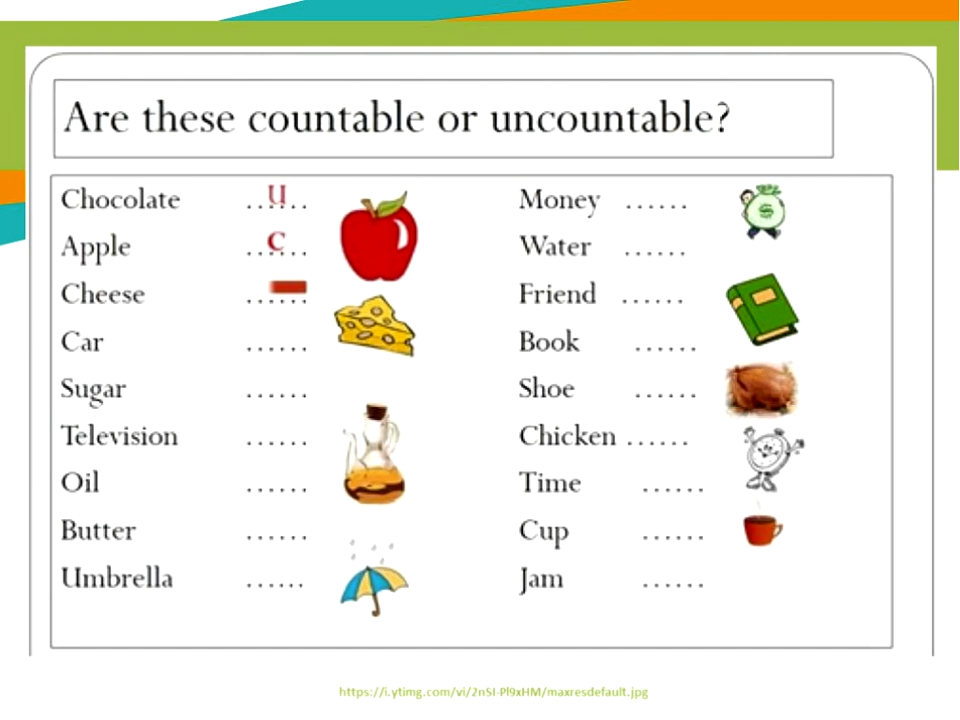 Are these countable or uncountable?
Chocolate ...u...
Apple ...c...
Cheese ......
Car ......
Sugar ......
Television ......
Oil ......
Butter ......
Umbrella ......
Money ......
Water ......
Friend ......
Book ......
Shoe ......
Chicken ......
Time ......
Cup ......
Jam ......
https://i.ytimg.com/vi/2nSI-Pl9xHM/maxresdefault.jpg